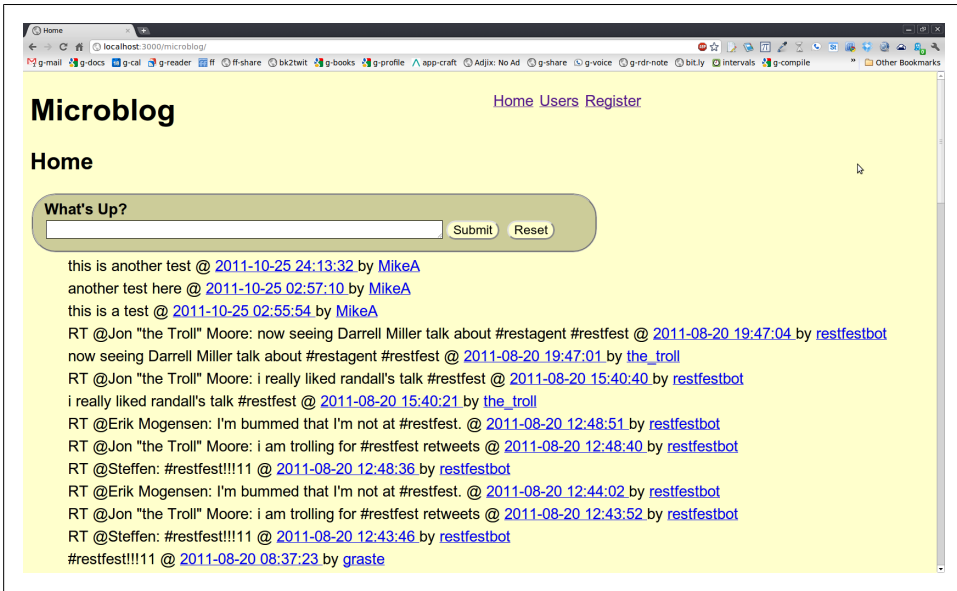 Home
localhost:3000/microblog/
g-mail g-docs g-cal g-reader ff ff-share bk2twit g-books g-profile app-craft Adjix: No Ad g-share g-voice g-rdr-note bit.ly intervals g-compile » Other Bookmarks
Microblog
Home Users Register
Home
What's Up?
Submit Reset
this is another test @ 2011-10-25 24:13:32 by MikeA
another test here @ 2011-10-25 02:57:10 by MikeA
this is a test @ 2011-10-25 02:55:54 by MikeA
RT @Jon "the Troll" Moore: now seeing Darrell Miller talk about #restagent #restfest @ 2011-08-20 19:47:04 by restfestbot
now seeing Darrell Miller talk about #restagent #restfest @ 2011-08-20 19:47:01 by the_troll
RT @Jon "the Troll" Moore: i really liked randall's talk #restfest @ 2011-08-20 15:40:40 by restfestbot
i really liked randall's talk #restfest @ 2011-08-20 15:40:21 by the_troll
RT @Erik Mogensen: I'm bummed that I'm not at #restfest. @ 2011-08-20 12:48:51 by restfestbot
RT @Jon "the Troll" Moore: i am trolling for #restfest retweets @ 2011-08-20 12:48:40 by restfestbot
RT @Steffen: #restfest!!!11 @ 2011-08-20 12:48:36 by restfestbot
RT @Erik Mogensen: I'm bummed that I'm not at #restfest. @ 2011-08-20 12:44:02 by restfestbot
RT @Jon "the Troll" Moore: i am trolling for #restfest retweets @ 2011-08-20 12:43:52 by restfestbot
RT @Steffen: #restfest!!!11 @ 2011-08-20 12:43:46 by restfestbot
#restfest!!!11 @ 2011-08-20 08:37:23 by graste